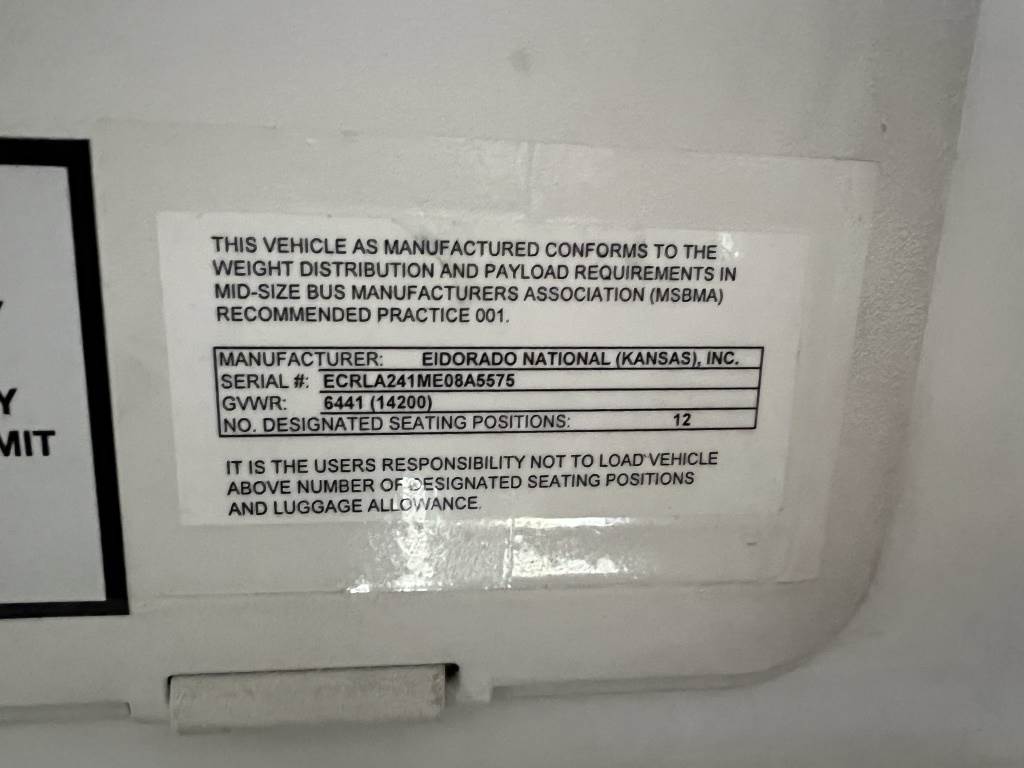 THIS VEHICLE AS MANUFACTURED CONFORMS TO THE
WEIGHT DISTRIBUTION AND PAYLOAD REQUIREMENTS IN
MID-SIZE BUS MANUFACTURERS ASSOCIATION (MSBMA)
RECOMMENDED PRACTICE 001.
MANUFACTURER: EIDORADO NATIONAL (KANSAS), INC.
SERIAL #: ECRLA241ME08A5575
GVWR: 6441 (14200)
NO. DESIGNATED SEATING POSITIONS: 12
IT IS THE USERS RESPONSIBILITY NOT TO LOAD VEHICLE
ABOVE NUMBER OF DESIGNATED SEATING POSITIONS
AND LUGGAGE ALLOWANCE.
Y
MIT